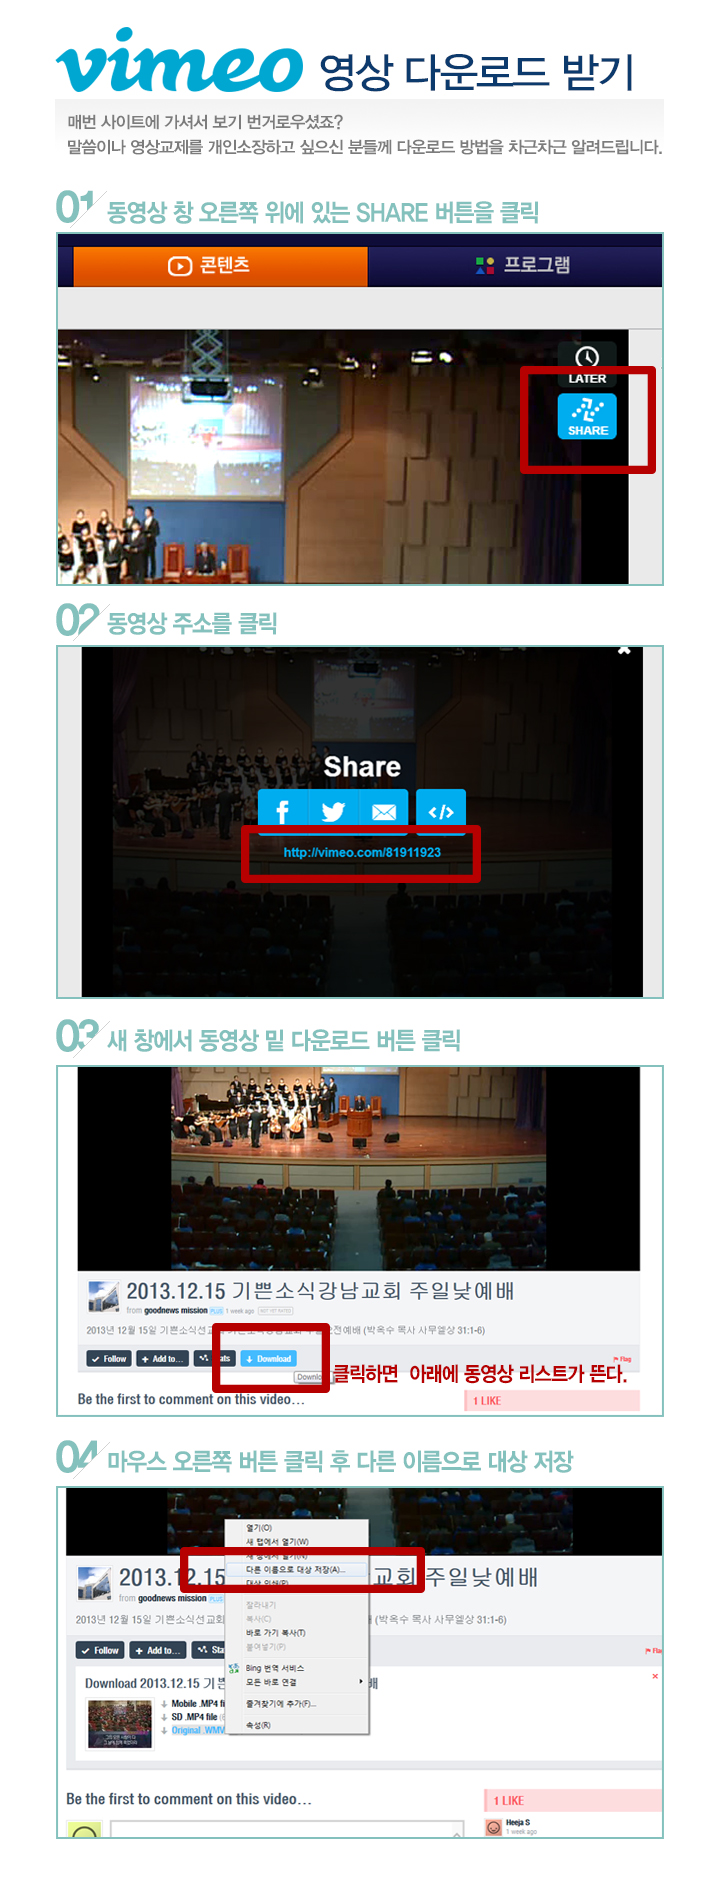 vimeo 영상 다운로드 받기
매번 사이트에 가셔서 보기 번거로우셨죠?
말씀이나 영상교제를 개인소장하고 싶으신 분들께 다운로드 방법을 차근차근 알려드립니다.
01 동영상 창 오른쪽 위에 있는 SHARE 버튼을 클릭
콘텐츠
프로그램
LATER
SHARE
02 동영상 주소를 클릭
Share
http://vimeo.com/81911923
03 새 창에서 동영상 밑 다운로드 버튼 클릭
2013.12.15 기쁜소식강남교회 주일낮예배
from goodnews mission PLUS 1 week ago NOT YET RATED
2013년 12월 15일 기쁜소식선교회 기쁜소식강남교회 주일오전예배 (박옥수 목사 사무엘상 31:1-6)
Follow
Add to...
Stats
Download
Flag
Download
클릭하면 아래에 동영상 리스트가 뜬다.
Be the first to comment on this video...
1 LIKE
04 마우스 오른쪽 버튼 클릭 후 다른 이름으로 대상 저장
열기(O)
새 탭에서 열기(W)
새 창에서 열기(N)
다른 이름으로 대상 저장(A)...
대상 인쇄(P)
잘라내기
복사(C)
바로 가기 복사(T)
붙여넣기(P)
Bing 번역 서비스
모든 바로 연결
즐겨찾기에 추가(F)...
속성(R)
2013.12.15 교회 주일낮예배
from goodnews mission PLUS
2013년 12월 15일 기쁜소식선교회 예배 (박옥수 목사 사무엘상 31:1-6)
Follow
Add to...
Sta
Flag
Download 2013.12.15 기쁜 배
Mobile .MP4 fi
SD .MP4 file
Original .WMV
Be the first to comment on this video...
1 LIKE
Heeja S
1 week ago